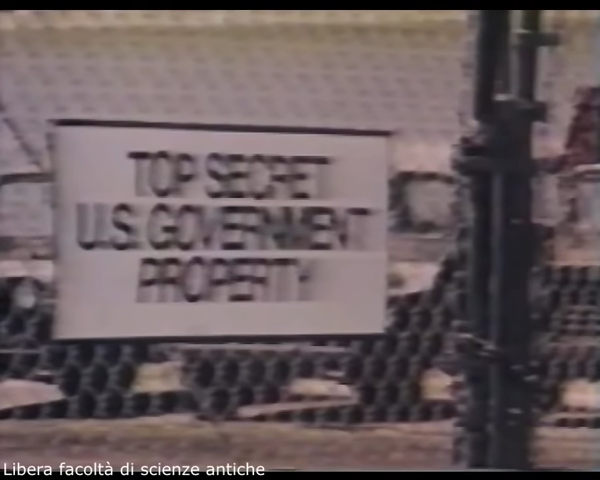 TOP SECRET
U.S. GOVERNMENT
PROPERTY
Libera facoltà di scienze antiche